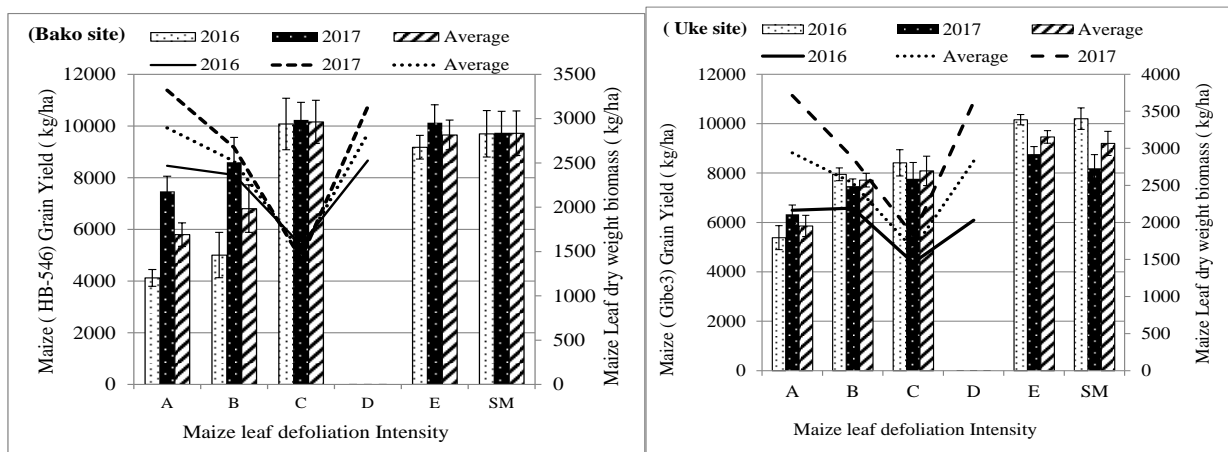 (Bako site)
2016 2017 Average
2016 2017 Average
Maize ( HB-546) Grain Yield ( kg/ha)
12000
10000
8000
6000
4000
2000
0
3500
3000
2500
2000
1500
1000
500
0
Maize Leaf dry weight biomass ( kg/ha)
A B C D E SM
Maize leaf defoliation Intensity
( Uke site)
2016 2017 Average
2016 Average 2017
Maize ( Gibe3) Grain Yield ( kg/ha)
12000
10000
8000
6000
4000
2000
0
4000
3500
3000
2500
2000
1500
1000
500
0
Maize Leaf dry weight biomass ( kg/ha)
A B C D E SM
Maize leaf defoliation Intensity